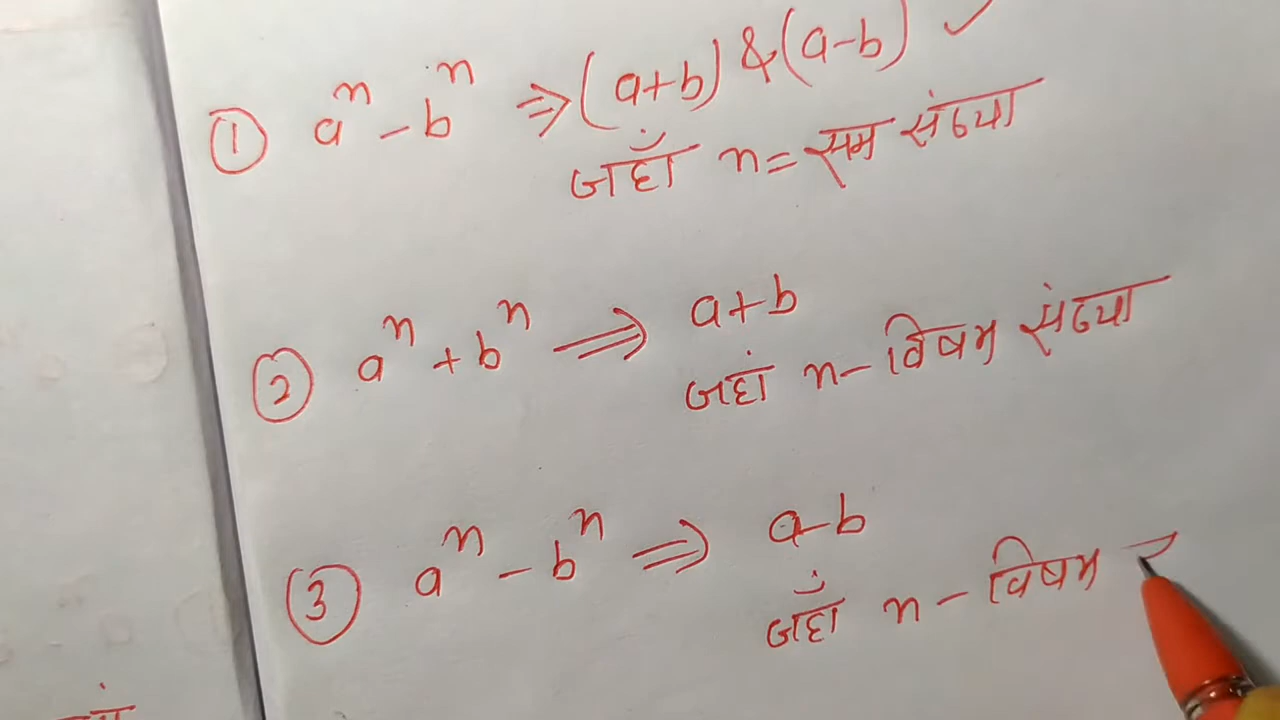 ① aⁿ - bⁿ ⇒ (a+b) & (a-b) ✓
जहाँ n = सम संख्या
② aⁿ + bⁿ ⇒ a+b
जहां n - विषम संख्या
③ aⁿ - bⁿ ⇒ a-b
जहाँ n - विषम